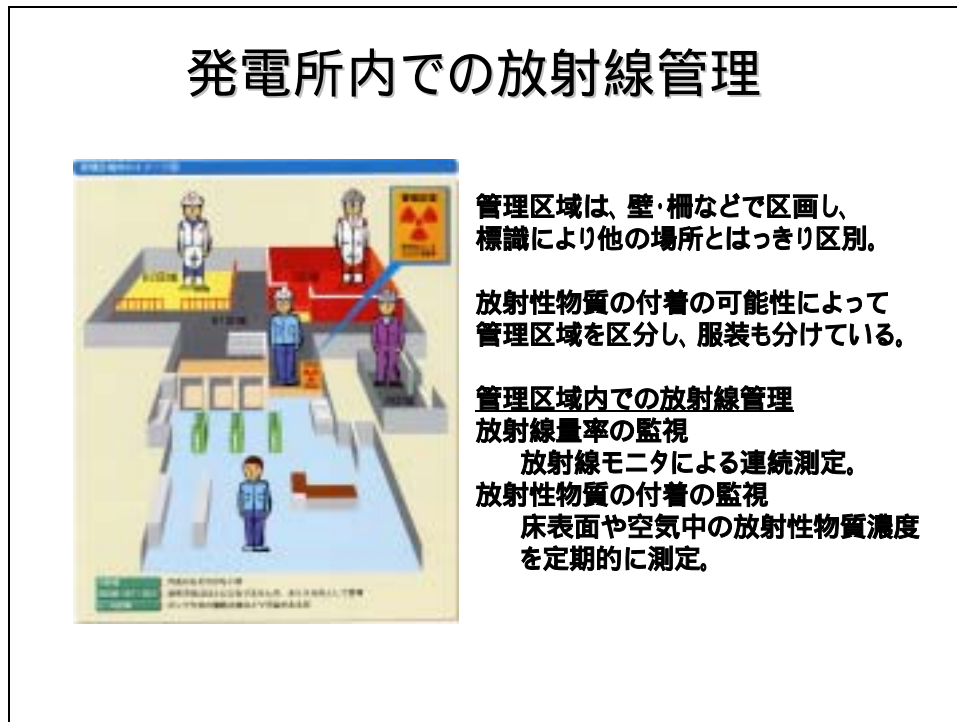 発電所内での放射線管理
管理区域は、壁・柵などで区画し、
標識により他の場所とはっきり区別。
放射性物質の付着の可能性によって
管理区域を区分し、服装も分けている。
管理区域内での放射線管理
放射線量率の監視
放射線モニタによる連続測定。
放射性物質の付着の監視
床表面や空気中の放射性物質濃度
を定期的に測定。
管理区域